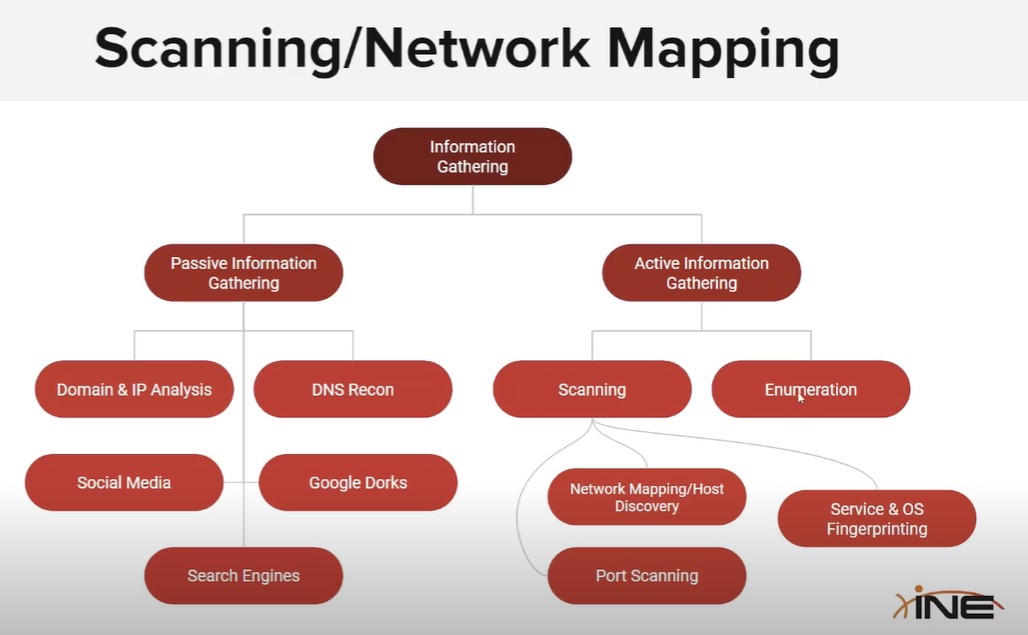 Scanning/Network Mapping
Information
Gathering
Passive Information
Gathering
Active Information
Gathering
Domain & IP Analysis
DNS Recon
Scanning
Enumeration
Social Media
Google Dorks
Network Mapping/Host
Discovery
Service & OS
Fingerprinting
Search Engines
Port Scanning
INE